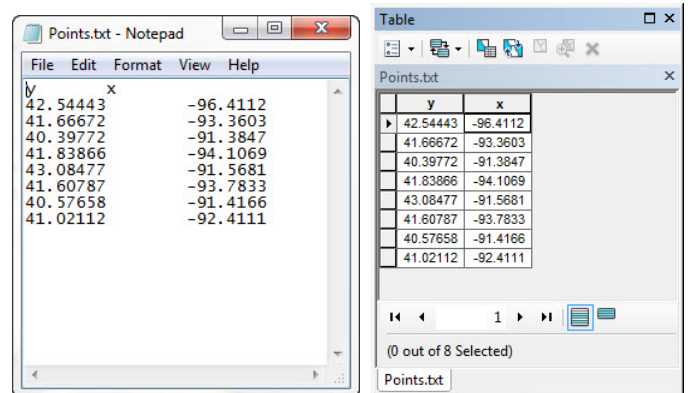 Points.txt - Notepad
File Edit Format View Help
y x
42.54443 -96.4112
41.66672 -93.3603
40.39772 -91.3847
41.83866 -94.1069
43.08477 -91.5681
41.60787 -93.7833
40.57658 -91.4166
41.02112 -92.4111
Table
Points.txt
y x
42.54443 -96.4112
41.66672 -93.3603
40.39772 -91.3847
41.83866 -94.1069
43.08477 -91.5681
41.60787 -93.7833
40.57658 -91.4166
41.02112 -92.4111
1
(0 out of 8 Selected)
Points.txt